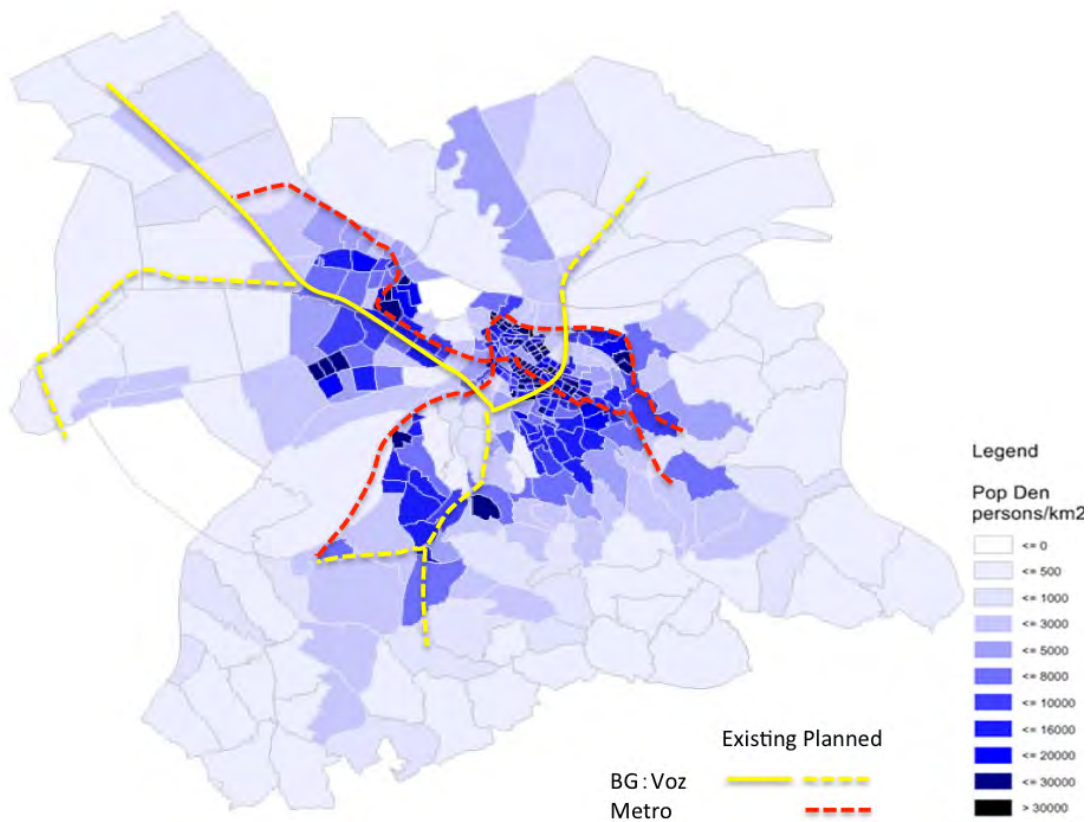 Legend
Pop Den
persons/km2
<= 0
<= 500
<= 1000
<= 3000
<= 5000
<= 8000
<= 10000
<= 16000
<= 20000
<= 30000
> 30000
Existing Planned
BG:Voz
Metro